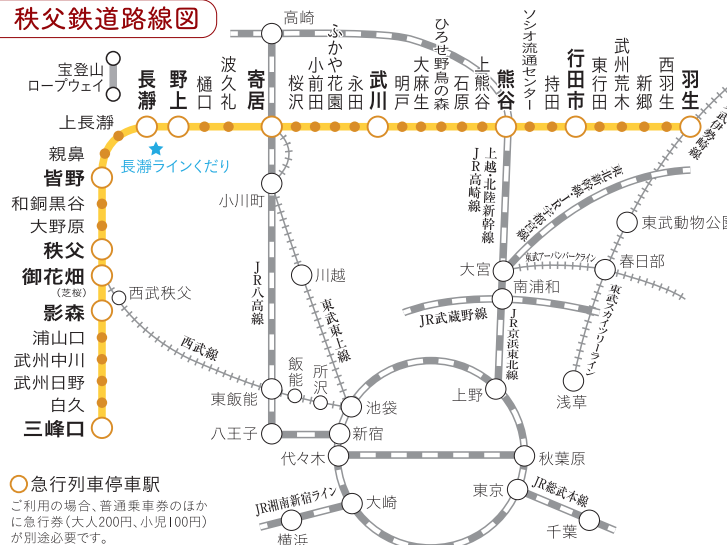 秩父鉄道路線図
高崎
宝登山
ロープウェイ
長瀞
野上
樋口
波久礼
寄居
桜沢
小前田
ふかや花園
永田
武川
明戸
大麻生
ひろせ野鳥の森
石原
上熊谷
熊谷
ソシオ流通センター
持田
行田市
東行田
武州荒木
新郷
西羽生
羽生
上長瀞
長瀞ラインくだり
親鼻
皆野
和銅黒谷
大野原
秩父
御花畑
(芝桜)
影森
浦山口
武州中川
武州日野
白久
三峰口
西武秩父
西武線
小川町
JR八高線
川越
東武東上線
上越・北陸新幹線
JR高崎線
東北新幹線・JR宇都宮線
東武伊勢崎線
東武動物公園
大宮
東武アーバンパークライン
春日部
南浦和
JR武蔵野線
JR京浜東北線
東武スカイツリーライン
浅草
上野
東飯能
飯能
所沢
池袋
八王子
新宿
代々木
秋葉原
東京
JR総武本線
千葉
JR湘南新宿ライン
大崎
横浜
急行列車停車駅
ご利用の場合、普通乗車券のほか
に急行券(大人200円、小児100円)
が別途必要です。